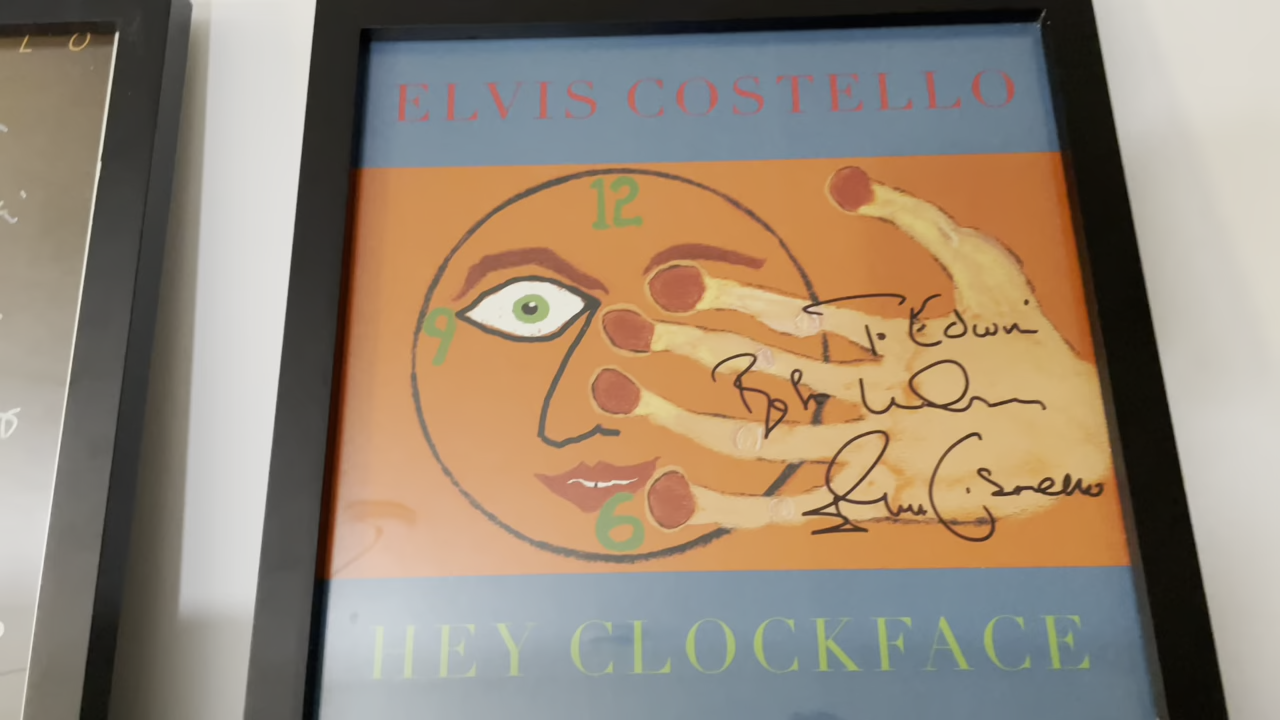 ELVIS COSTELLO
12
9
6
To Edwin
Elvis Costello
HEY CLOCKFACE
L O